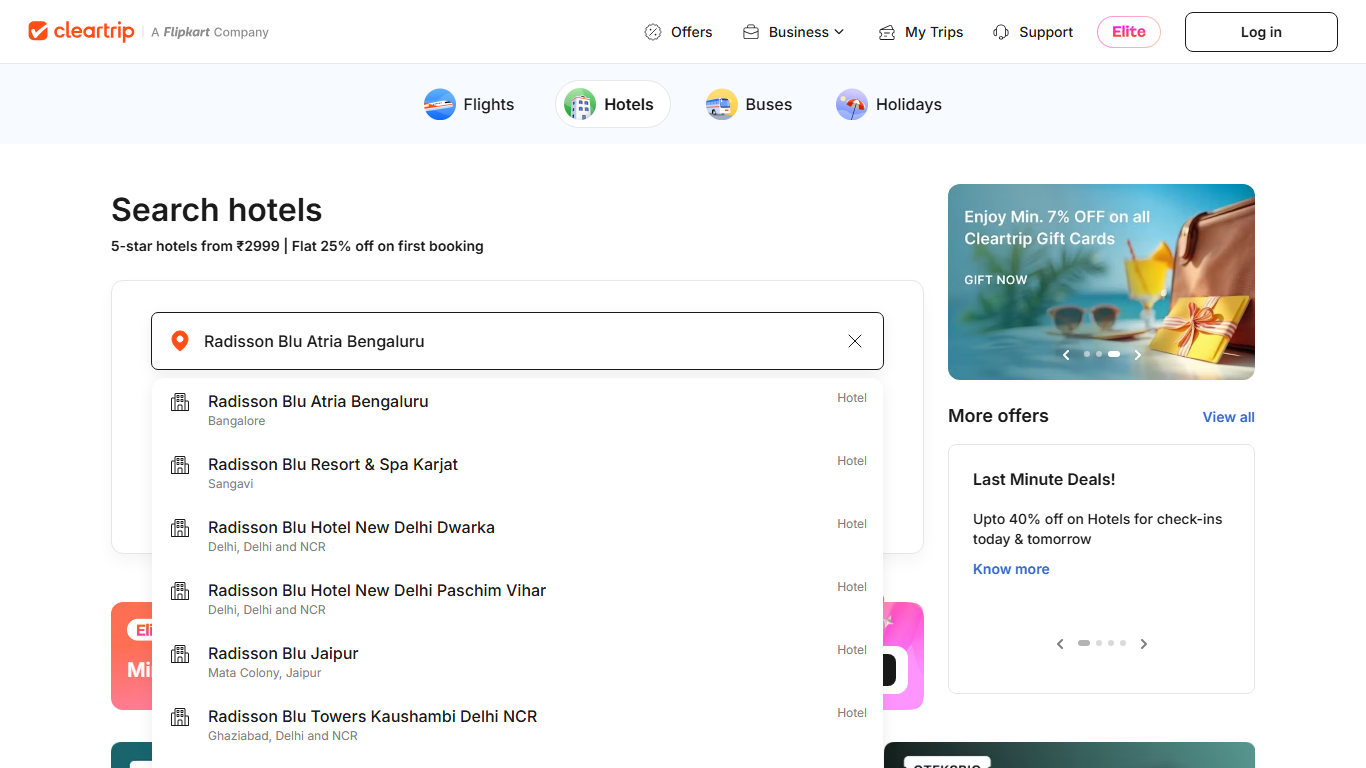 cleartrip A Flipkart Company
Offers Business My Trips Support Elite Log in
Flights Hotels Buses Holidays
Search hotels
5-star hotels from ₹2999 | Flat 25% off on first booking
Radisson Blu Atria Bengaluru
Radisson Blu Atria Bengaluru Hotel
Bangalore
Radisson Blu Resort & Spa Karjat Hotel
Sangavi
Radisson Blu Hotel New Delhi Dwarka Hotel
Delhi, Delhi and NCR
Radisson Blu Hotel New Delhi Paschim Vihar Hotel
Delhi, Delhi and NCR
Radisson Blu Jaipur Hotel
Mata Colony, Jaipur
Radisson Blu Towers Kaushambi Delhi NCR Hotel
Ghaziabad, Delhi and NCR
Eli
Mi
Enjoy Min. 7% OFF on all
Cleartrip Gift Cards
GIFT NOW
More offers View all
Last Minute Deals!
Upto 40% off on Hotels for check-ins
today & tomorrow
Know more